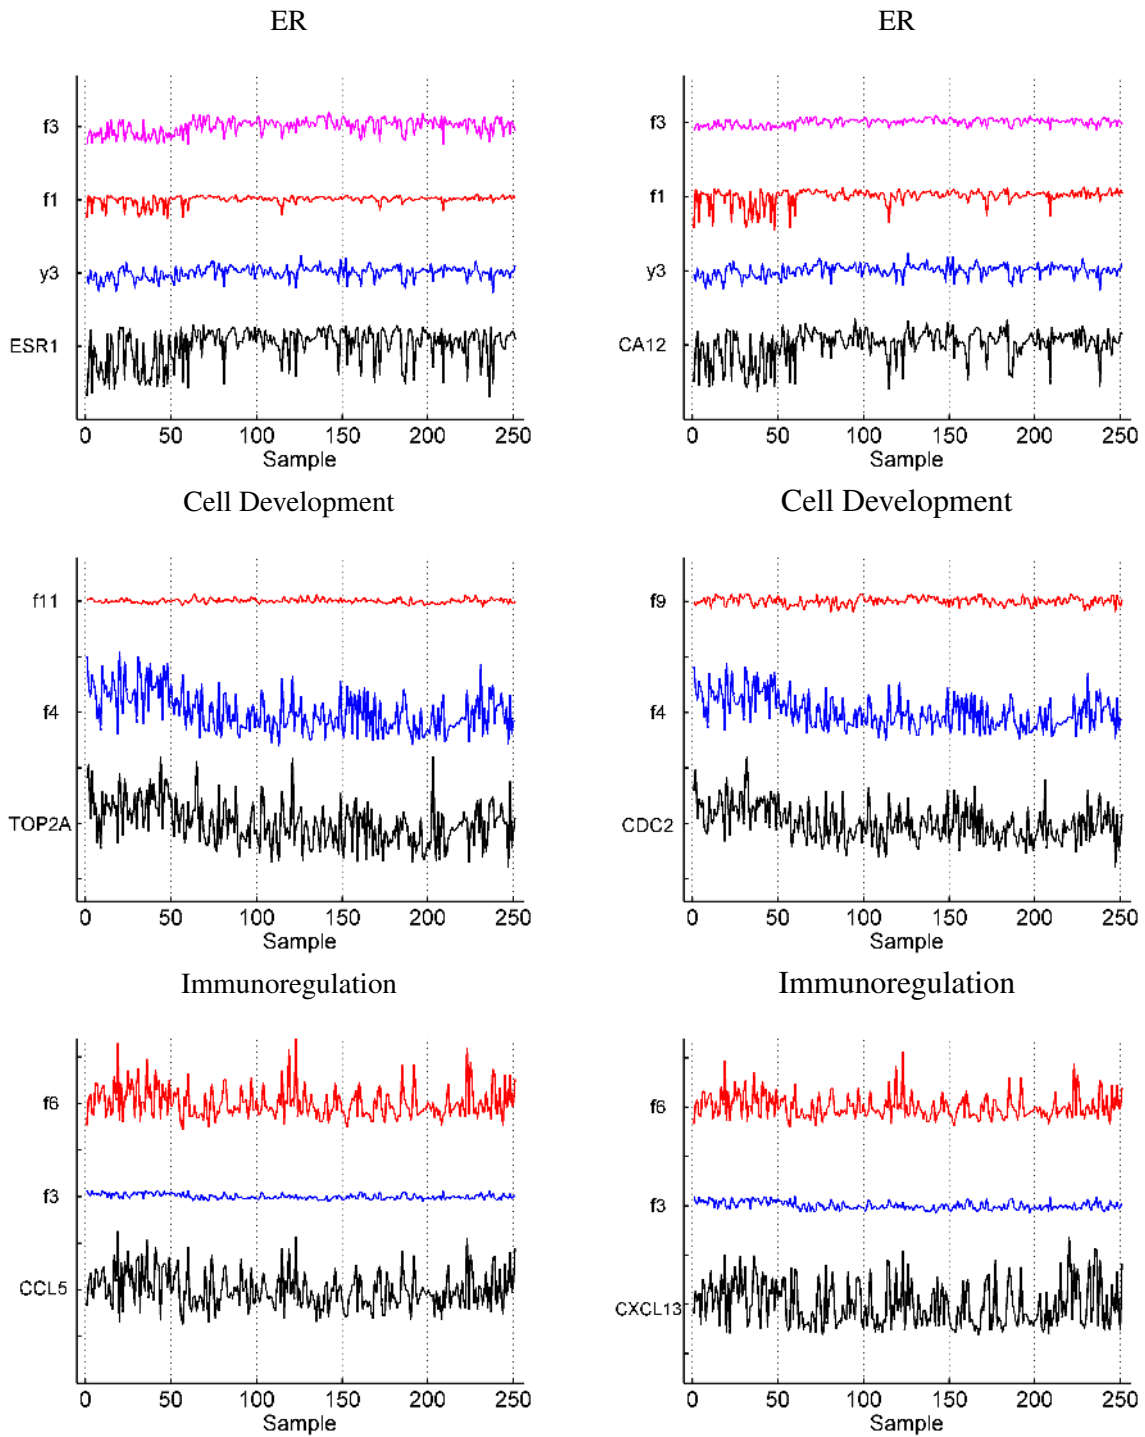 ER
f3
f1
y3
ESR1
0 50 100 150 200 250
Sample
ER
f3
f1
y3
CA12
0 50 100 150 200 250
Sample
Cell Development
f11
f4
TOP2A
0 50 100 150 200 250
Sample
Cell Development
f9
f4
CDC2
0 50 100 150 200 250
Sample
Immunoregulation
f6
f3
CCL5
0 50 100 150 200 250
Sample
Immunoregulation
f6
f3
CXCL13
0 50 100 150 200 250
Sample